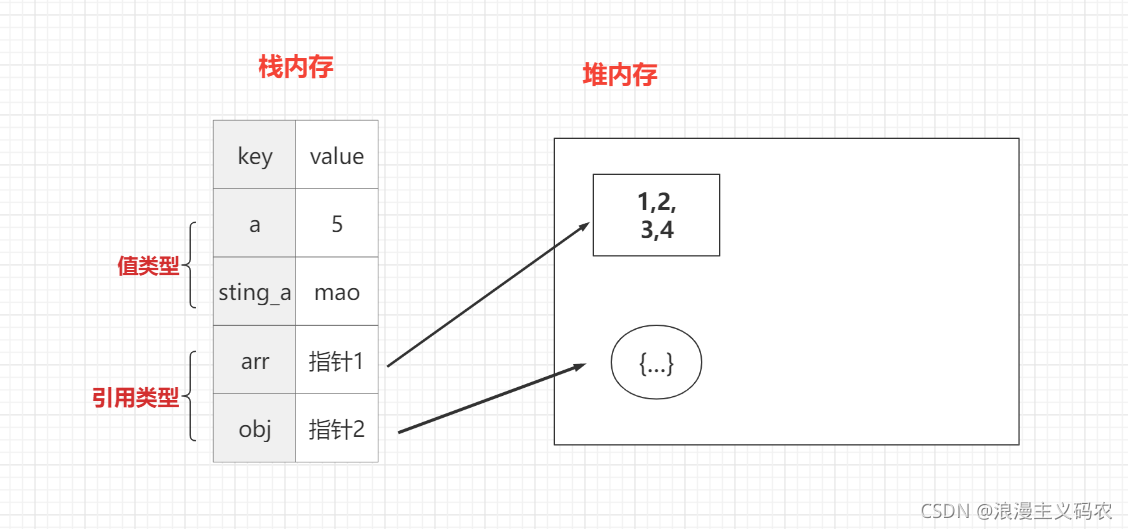 栈内存
堆内存
key value
a 5
sting_a mao
arr 指针1
obj 指针2
值类型
引用类型
1,2,
3,4
{...}
CSDN @浪漫主义码农